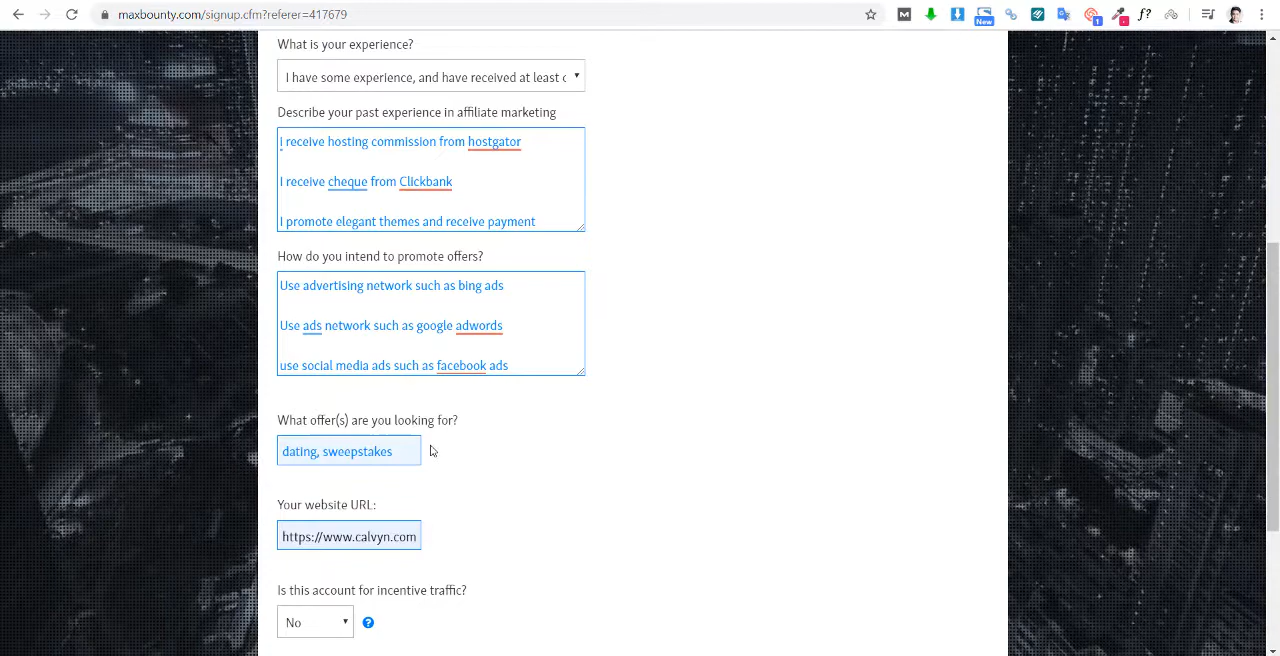 maxbounty.com/signup.cfm?referer=417679
New
1
f?
What is your experience?
I have some experience, and have received at least
Describe your past experience in affiliate marketing
I receive hosting commission from hostgator
I receive cheque from Clickbank
I promote elegant themes and receive payment
How do you intend to promote offers?
Use advertising network such as bing ads
Use ads network such as google adwords
use social media ads such as facebook ads
What offer(s) are you looking for?
dating, sweepstakes
Your website URL:
https://www.calvyn.com
Is this account for incentive traffic?
No
?